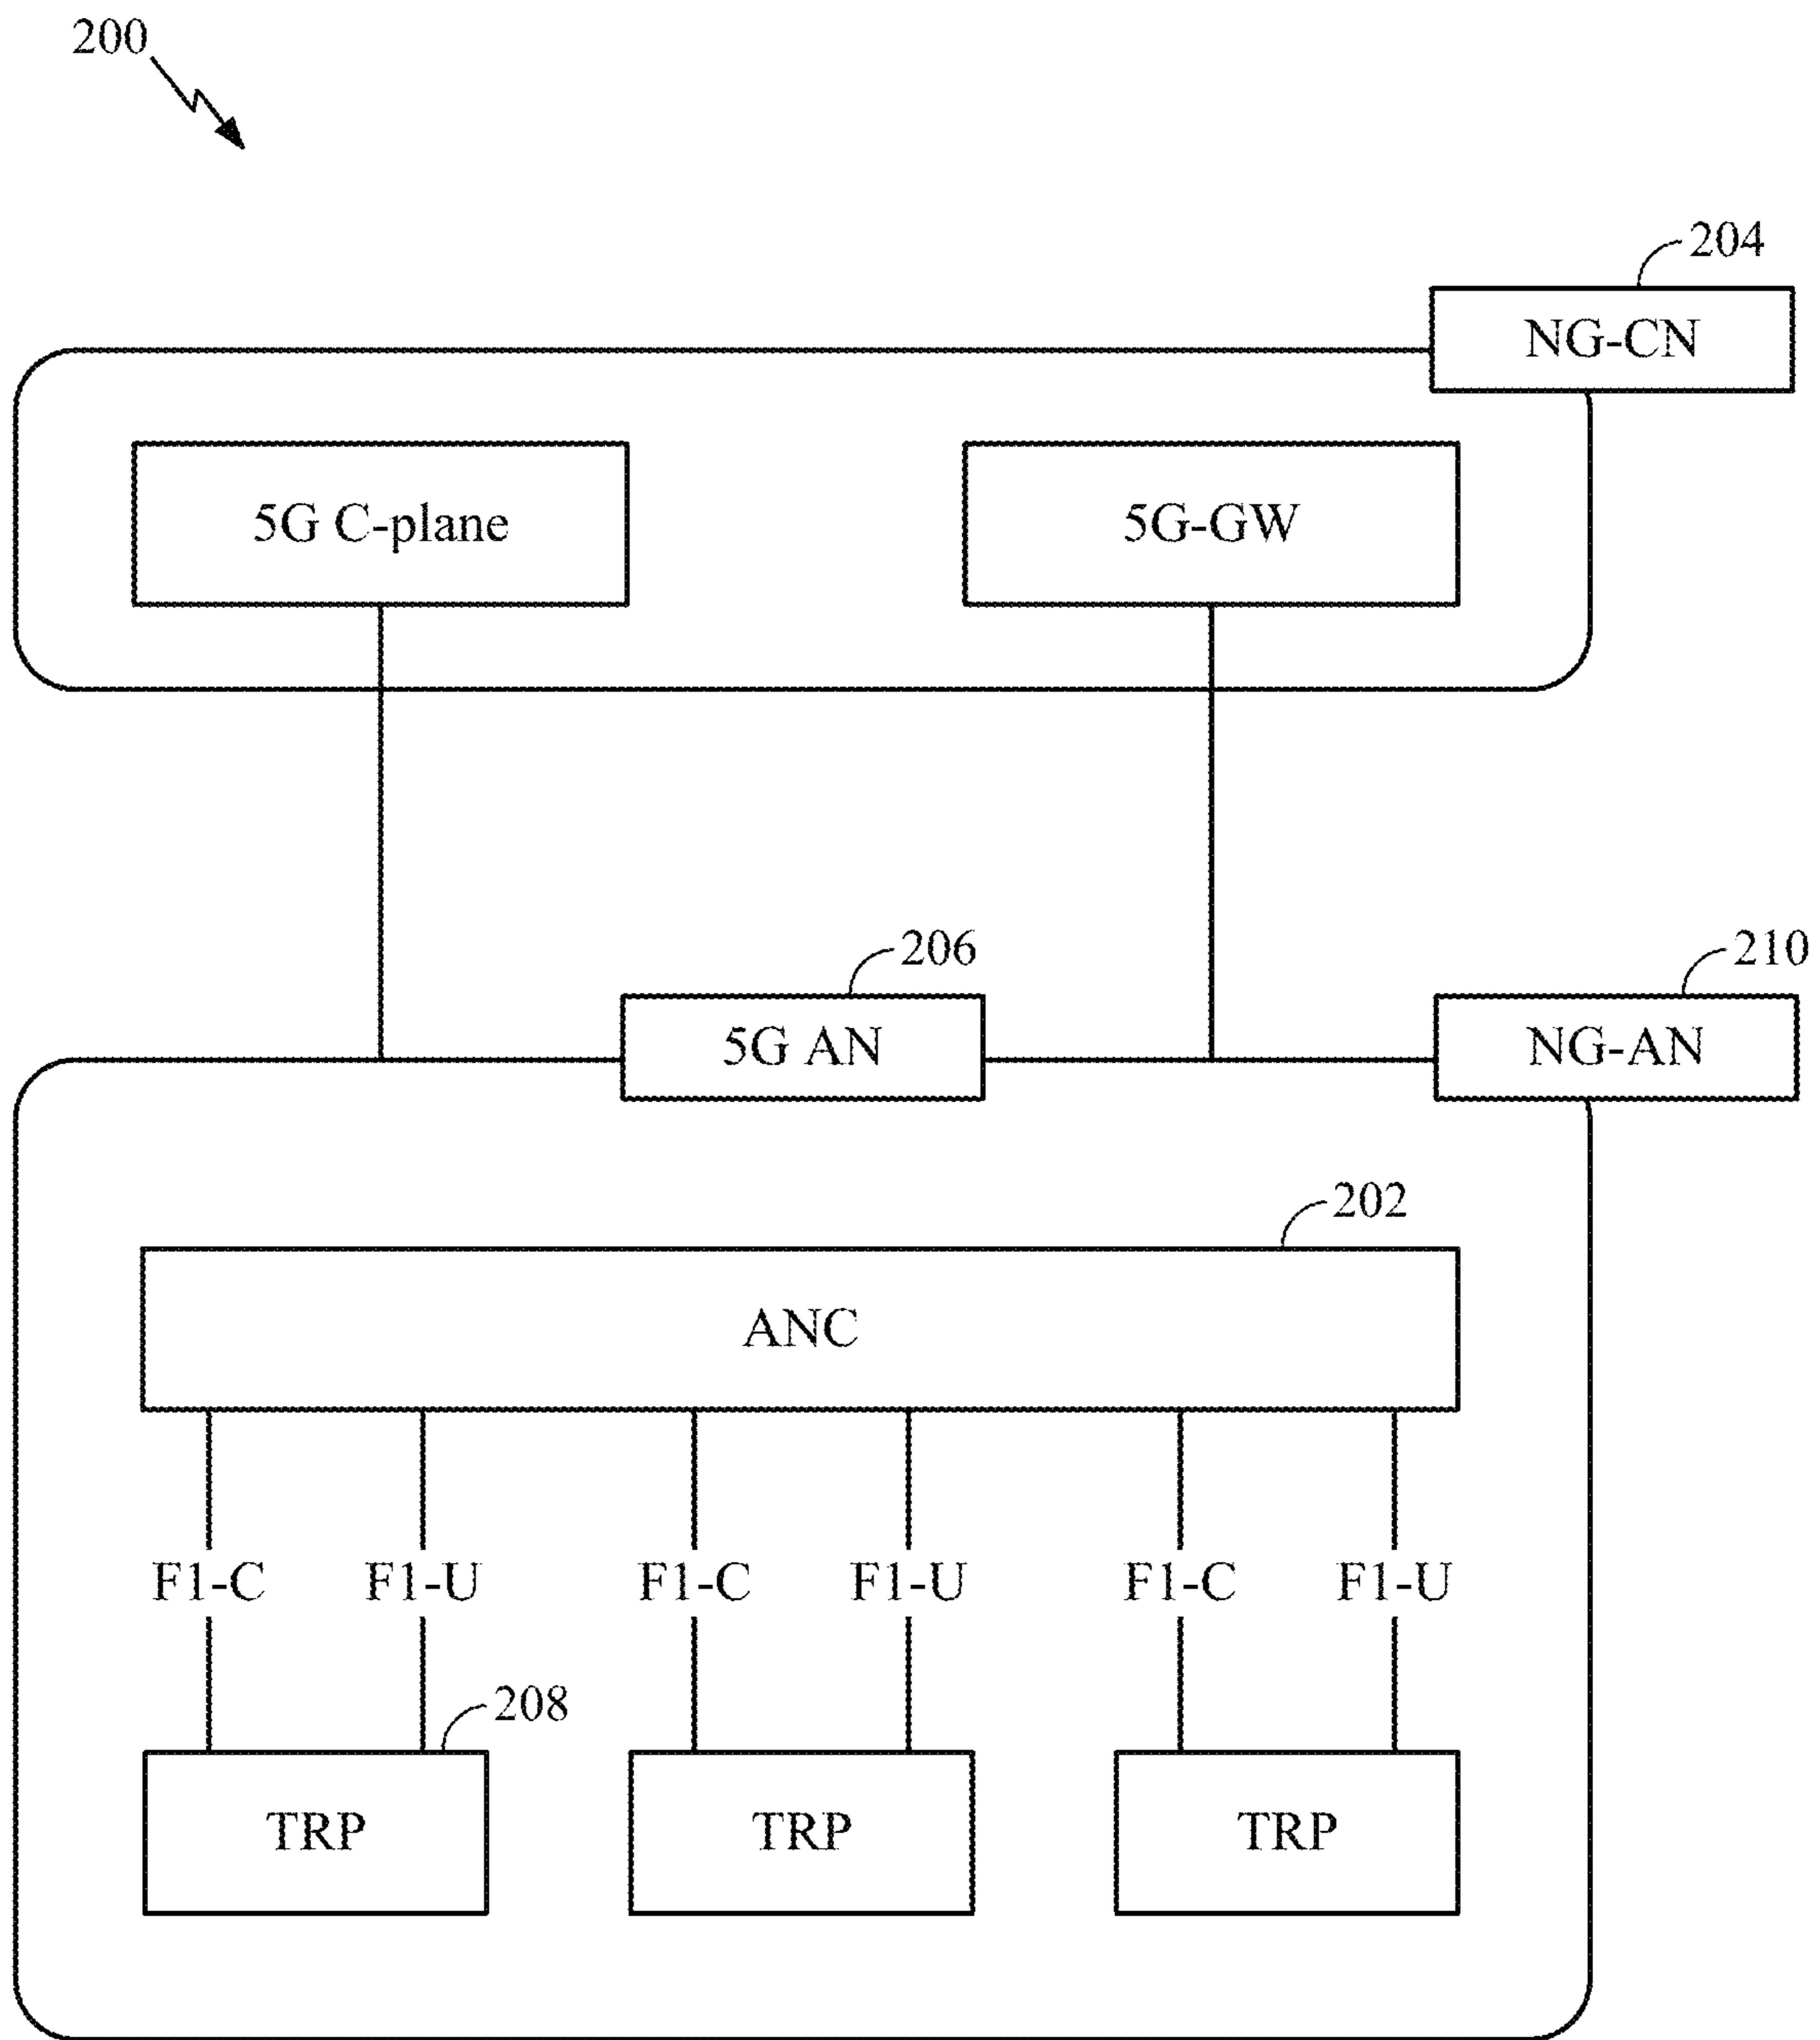 200
204
NG-CN
5G C-plane
5G-GW
206
210
5G AN
NG-AN
202
ANC
F1-C
F1-U
F1-C
F1-U
F1-C
F1-U
208
TRP
TRP
TRP